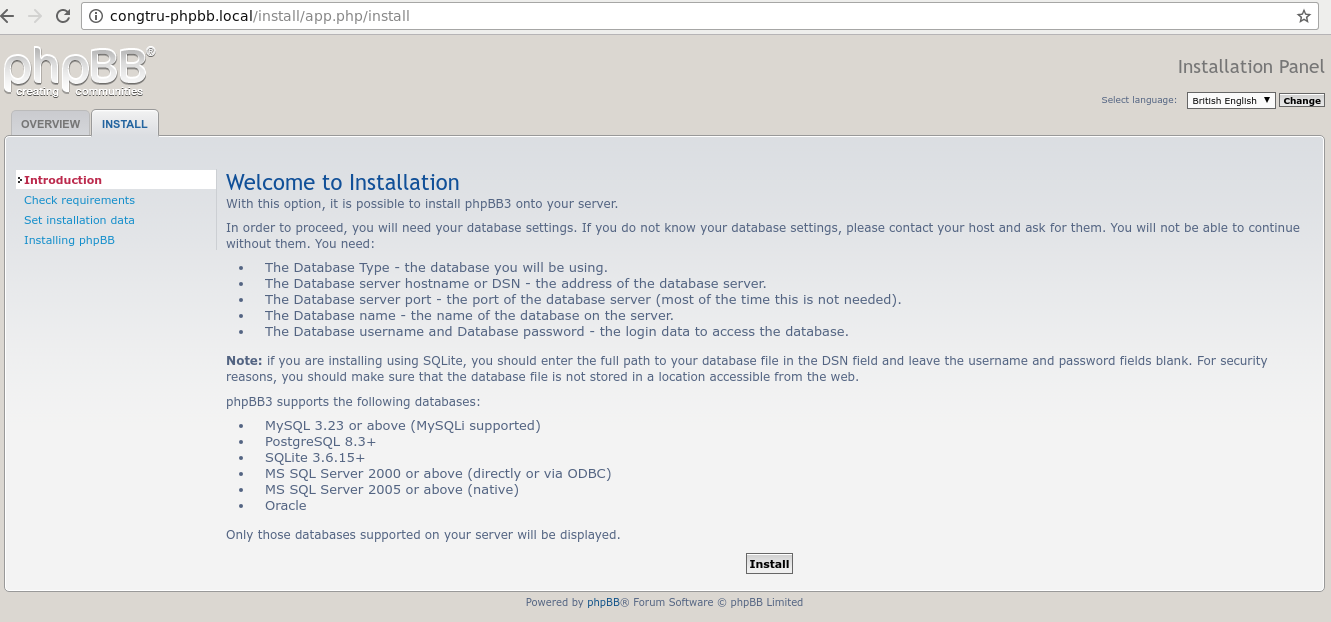 congtru-phpbb.local/install/app.php/install
phpBB®
creating communities
Installation Panel
Select language: British English Change
OVERVIEW INSTALL
Introduction
Check requirements
Set installation data
Installing phpBB
Welcome to Installation
With this option, it is possible to install phpBB3 onto your server.
In order to proceed, you will need your database settings. If you do not know your database settings, please contact your host and ask for them. You will not be able to continue
without them. You need:
• The Database Type - the database you will be using.
• The Database server hostname or DSN - the address of the database server.
• The Database server port - the port of the database server (most of the time this is not needed).
• The Database name - the name of the database on the server.
• The Database username and Database password - the login data to access the database.
Note: if you are installing using SQLite, you should enter the full path to your database file in the DSN field and leave the username and password fields blank. For security
reasons, you should make sure that the database file is not stored in a location accessible from the web.
phpBB3 supports the following databases:
• MySQL 3.23 or above (MySQLi supported)
• PostgreSQL 8.3+
• SQLite 3.6.15+
• MS SQL Server 2000 or above (directly or via ODBC)
• MS SQL Server 2005 or above (native)
• Oracle
Only those databases supported on your server will be displayed.
Install
Powered by phpBB® Forum Software © phpBB Limited